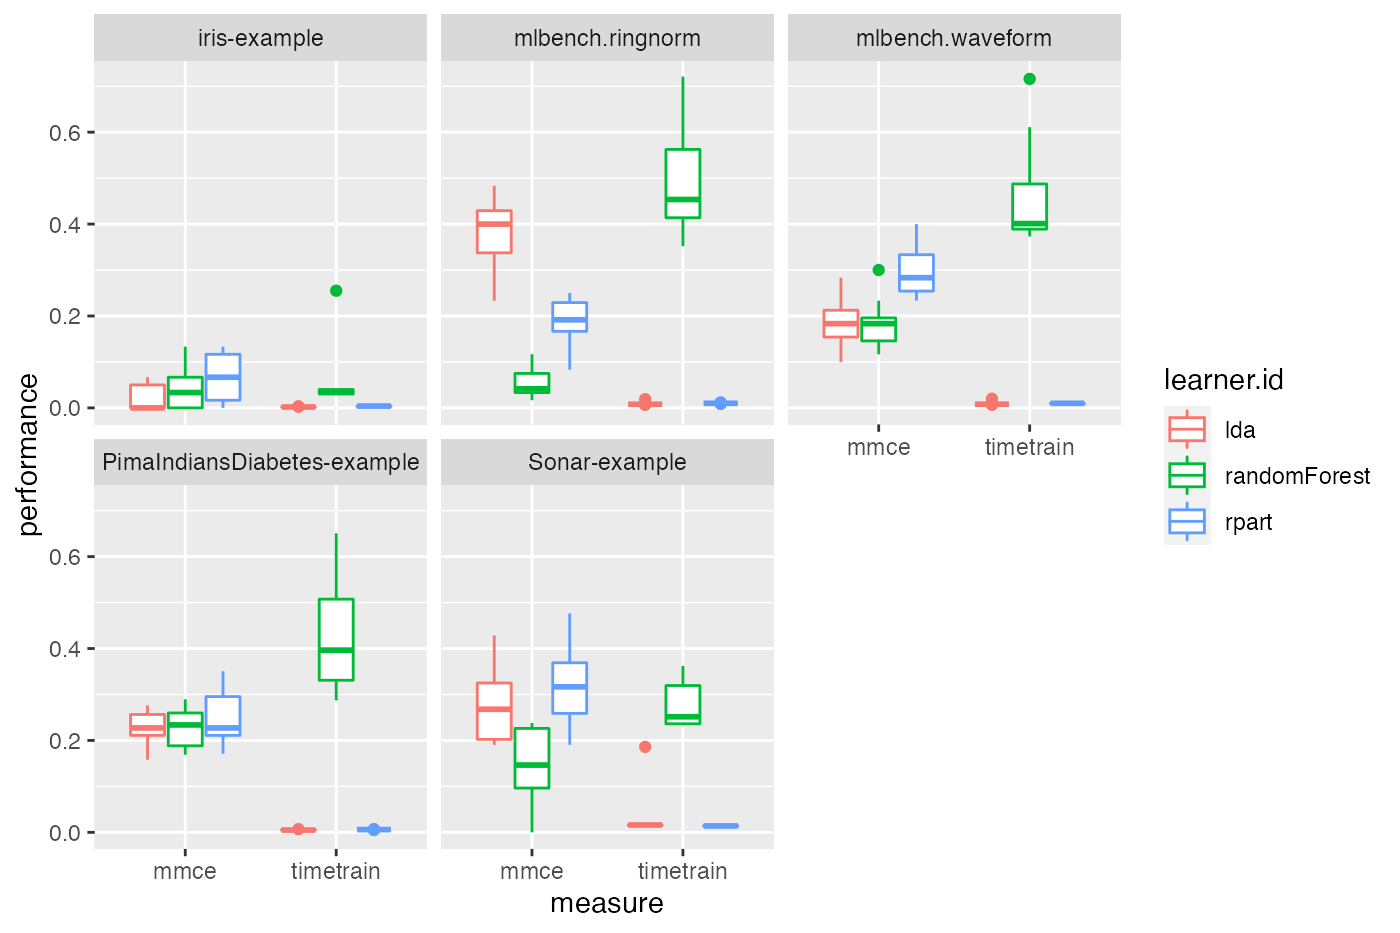 iris-example
mlbench.ringnorm
mlbench.waveform
0.6
0.4
0.2
0.0
mmce
timetrain
PimaIndiansDiabetes-example
Sonar-example
0.6
0.4
0.2
0.0
mmce
timetrain
mmce
timetrain
performance
measure
learner.id
lda
randomForest
rpart